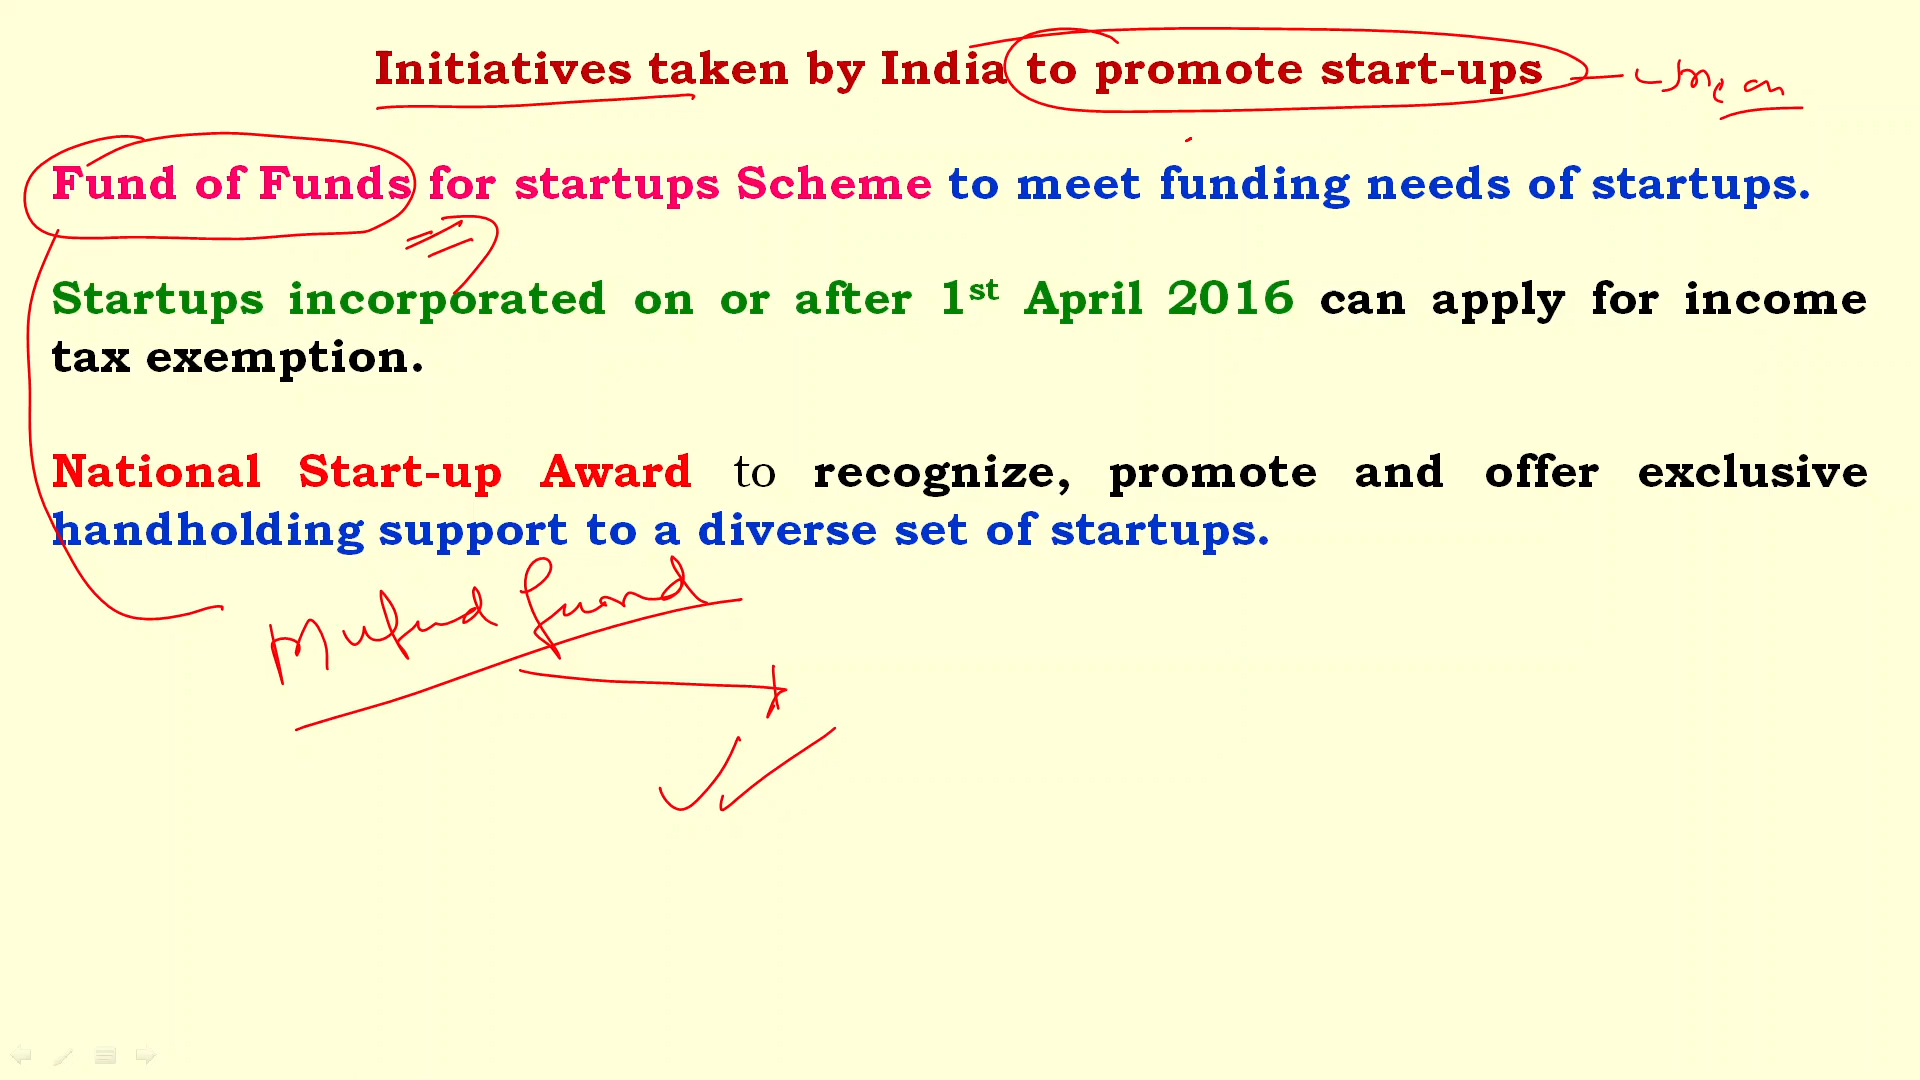 Initiatives taken by India to promote start-ups
Fund of Funds for startups Scheme to meet funding needs of startups.
Startups incorporated on or after 1st April 2016 can apply for income
tax exemption.
National Start-up Award to recognize, promote and offer exclusive
handholding support to a diverse set of startups.
fund